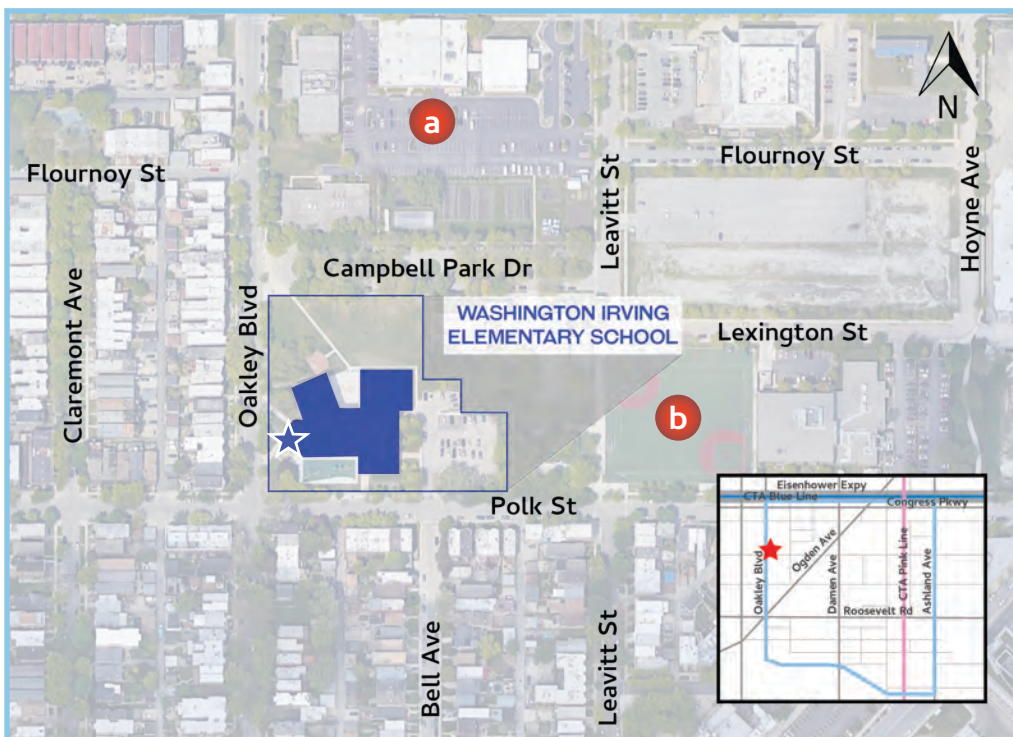 a
N
Flournoy St
Flournoy St
Leavitt St
Hoyne Ave
Campbell Park Dr
Claremont Ave
Oakley Blvd
WASHINGTON IRVING
ELEMENTARY SCHOOL
Lexington St
b
Polk St
Bell Ave
Leavitt St
Eisenhower Expy
CTA Blue Line
Congress Pkwy
Oakley Blvd
Ogden Ave
Damen Ave
CTA Pink Line
Ashland Ave
Roosevelt Rd